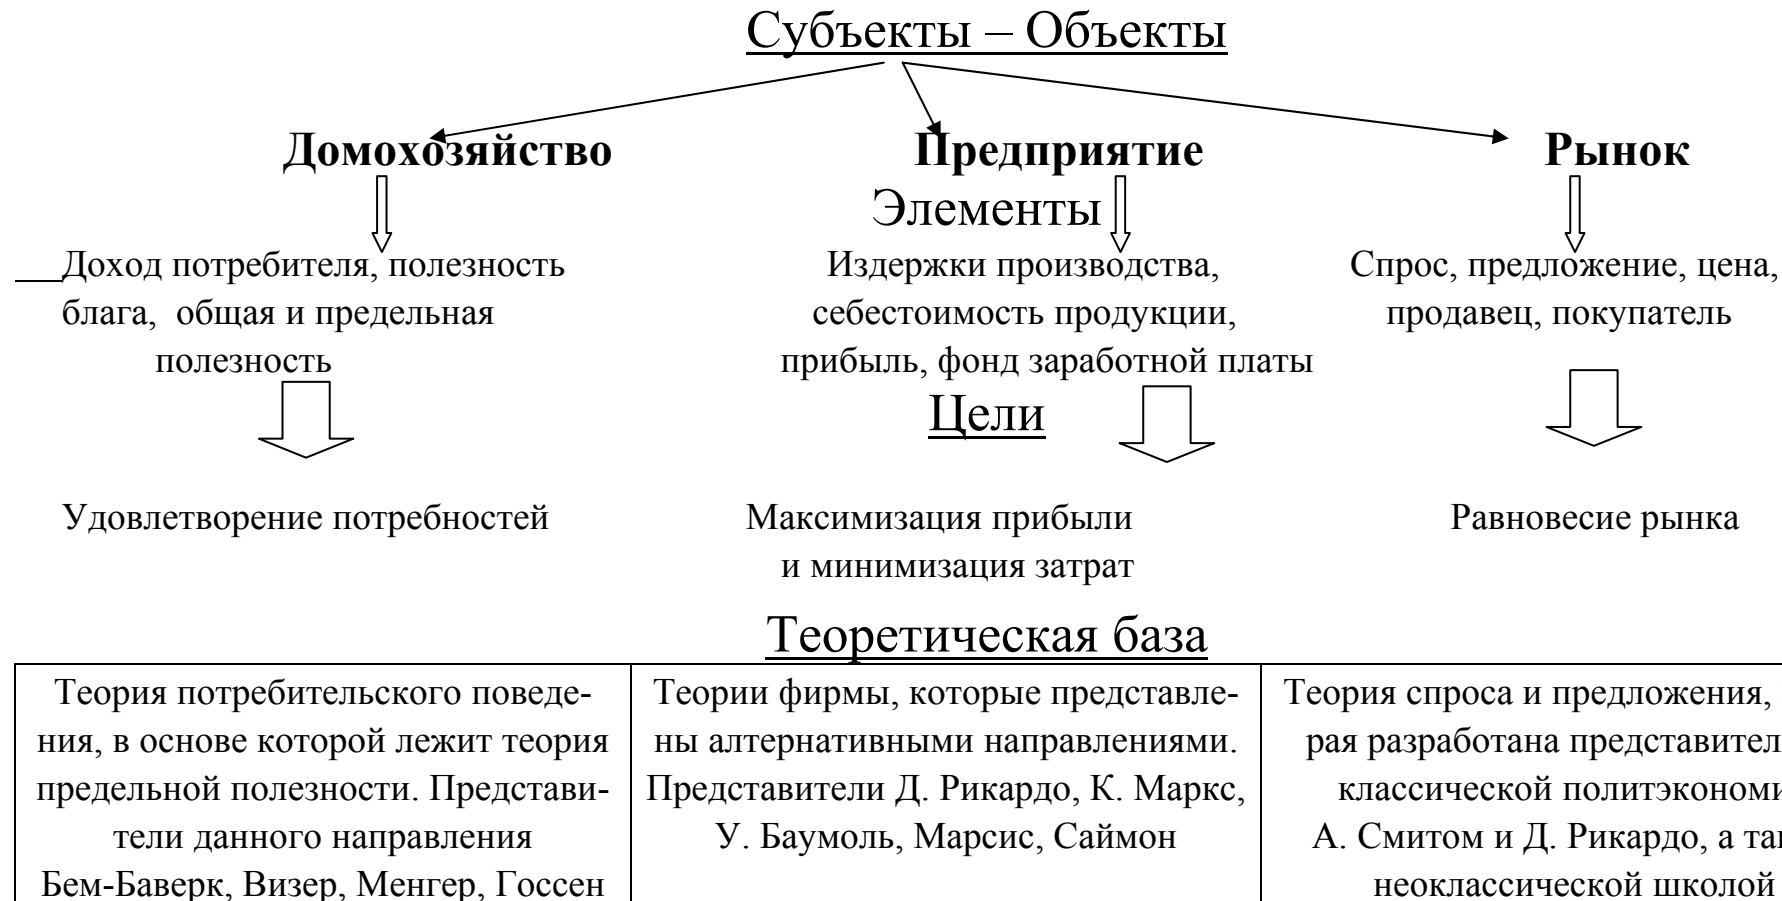 Субъекты – Объекты
Домохозяйство Предприятие Рынок
Элементы
Доход потребителя, полезность
блага, общая и предельная
полезность
Издержки производства,
себестоимость продукции,
прибыль, фонд заработной платы
Спрос, предложение, цена,
продавец, покупатель
Цели
Удовлетворение потребностей
Максимизация прибыли
и минимизация затрат
Равновесие рынка
Теоретическая база
Теория потребительского поведе-
ния, в основе которой лежит теория
предельной полезности. Представи-
тели данного направления
Бем-Баверк, Визер, Менгер, Госсен
Теории фирмы, которые представле-
ны алтернативными направлениями.
Представители Д. Рикардо, К. Маркс,
У. Баумоль, Марсис, Саймон
Теория спроса и предложения,
рая разработана
классической
А. Смитом и Д. Рикардо, а
неоклассической школой